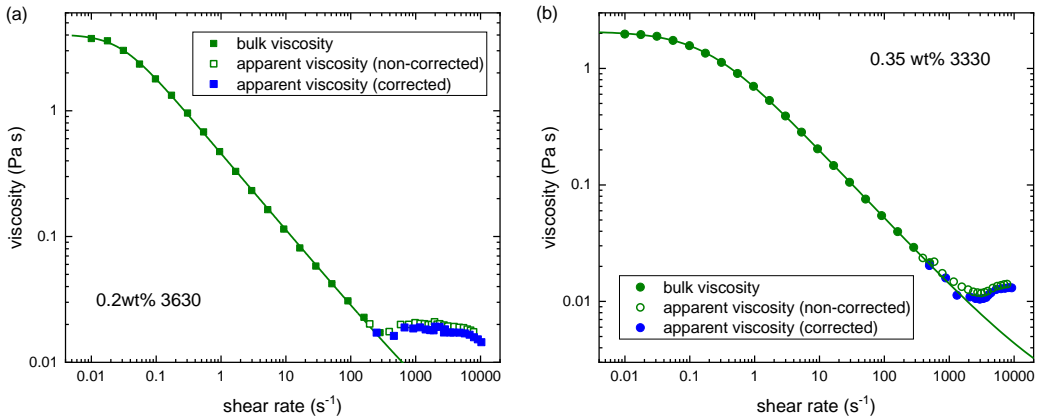 (a)
bulk viscosity
apparent viscosity (non-corrected)
apparent viscosity (corrected)
1
0.1
0.01
viscosity (Pa s)
0.2wt% 3630
0.01 0.1 1 10 100 1000 10000
shear rate (s⁻¹)
(b)
0.35 wt% 3330
1
0.1
0.01
viscosity (Pa s)
bulk viscosity
apparent viscosity (non-corrected)
apparent viscosity (corrected)
0.01 0.1 1 10 100 1000 10000
shear rate (s⁻¹)